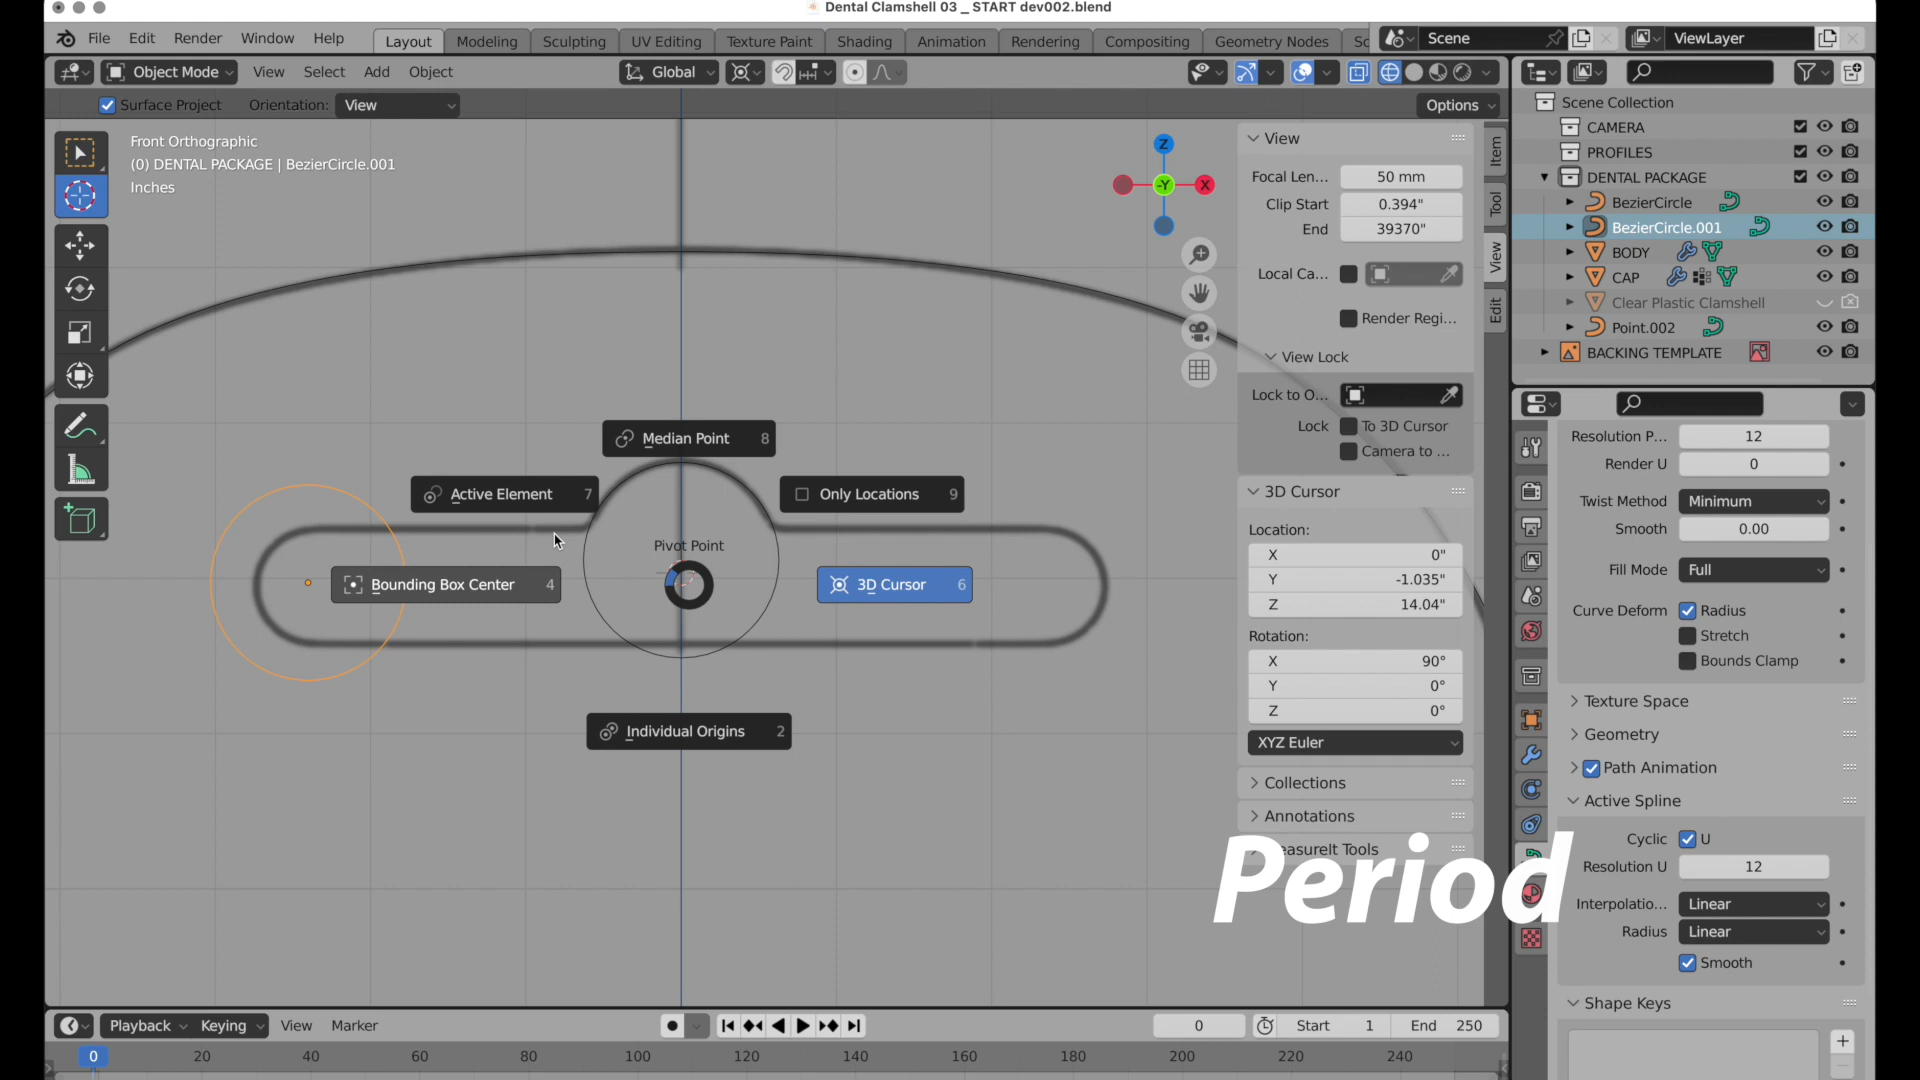 Dental Clamshell 03 _ START dev002.blend
File Edit Render Window Help
Layout Modeling Sculpting UV Editing Texture Paint Shading Animation Rendering Compositing Geometry Nodes Sc
Scene ViewLayer
Object Mode View Select Add Object Global
Surface Project Orientation: View Options
Front Orthographic
(0) DENTAL PACKAGE | BezierCircle.001
Inches
Z
-Y
X
Median Point 8
Active Element 7
Only Locations 9
Pivot Point
Bounding Box Center 4
3D Cursor 6
Individual Origins 2
View
Focal Len... 50 mm
Clip Start 0.394"
End 39370"
Local Ca...
Render Regi...
View Lock
Lock to O...
Lock To 3D Cursor
Camera to ...
3D Cursor
Location:
X 0"
Y -1.035"
Z 14.04"
Rotation:
X 90°
Y 0°
Z 0°
XYZ Euler
Collections
Annotations
easureIt Tools
Item
Tool
View
Edit
Period
Scene Collection
CAMERA
PROFILES
DENTAL PACKAGE
BezierCircle
BezierCircle.001
BODY
CAP
Clear Plastic Clamshell
Point.002
BACKING TEMPLATE
Resolution P... 12
Render U 0
Twist Method Minimum
Smooth 0.00
Fill Mode Full
Curve Deform Radius
Stretch
Bounds Clamp
Texture Space
Geometry
Path Animation
Active Spline
Cyclic U
Resolution U 12
Interpolatio... Linear
Radius Linear
Smooth
Shape Keys
Playback Keying View Marker 0 Start 1 End 250
0 20 40 60 80 100 120 140 160 180 200 220 240